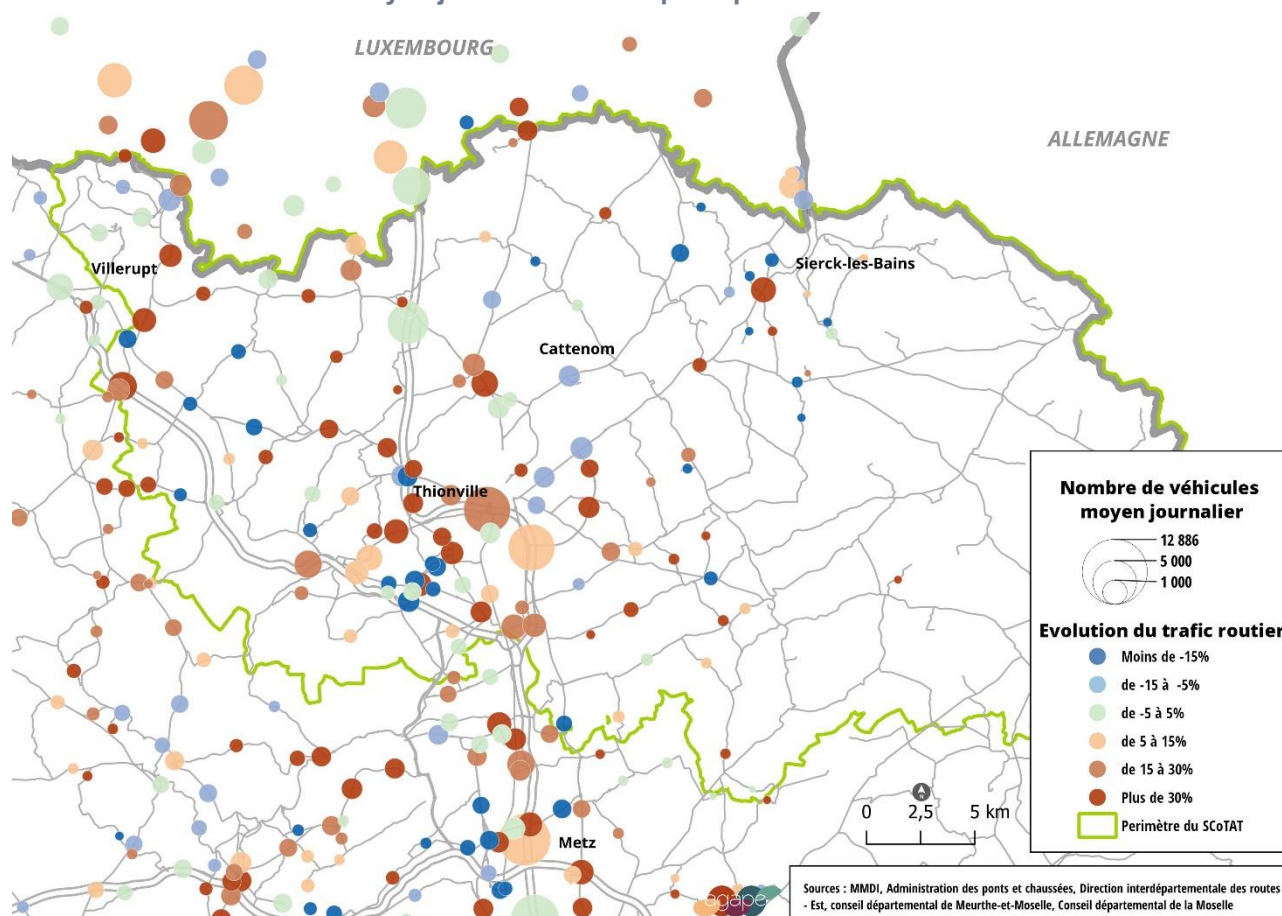 LUXEMBOURG
ALLEMAGNE
Villerupt
Sierck-les-Bains
Cattenom
Thionville
Metz
Nombre de véhicules
moyen journalier
12 886
5 000
1 000
Evolution du trafic routier
Moins de -15%
de -15 à -5%
de -5 à 5%
de 5 à 15%
de 15 à 30%
Plus de 30%
Perimètre du SCoTAT
0 2,5 5 km
agape
Sources : MMDI, Administration des ponts et chaussées, Direction interdépartementale des routes
- Est, conseil départemental de Meurthe-et-Moselle, Conseil départemental de la Moselle